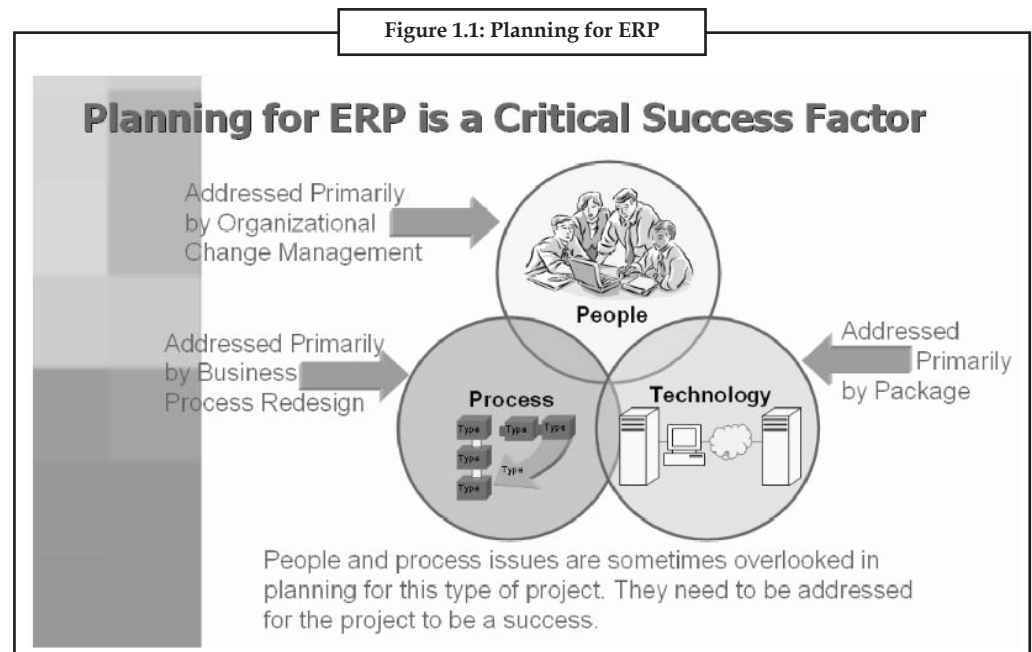 Figure 1.1: Planning for ERP
Planning for ERP is a Critical Success Factor
Addressed Primarily
by Organizational
Change Management
People
Addressed Primarily
by Business
Process Redesign
Addressed
Primarily
by Package
Process
Type
Type
Type
Type
Type
Type
Technology
People and process issues are sometimes overlooked in
planning for this type of project. They need to be addressed
for the project to be a success.